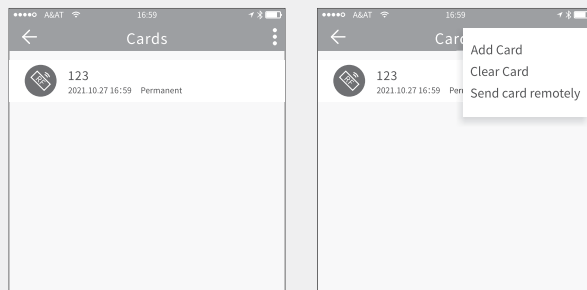 A&AT 16:59
Cards
123
2021.10.27 16:59 Permanent
A&AT 16:59
Card
123
2021.10.27 16:59 Per
Add Card
Clear Card
Send card remotely